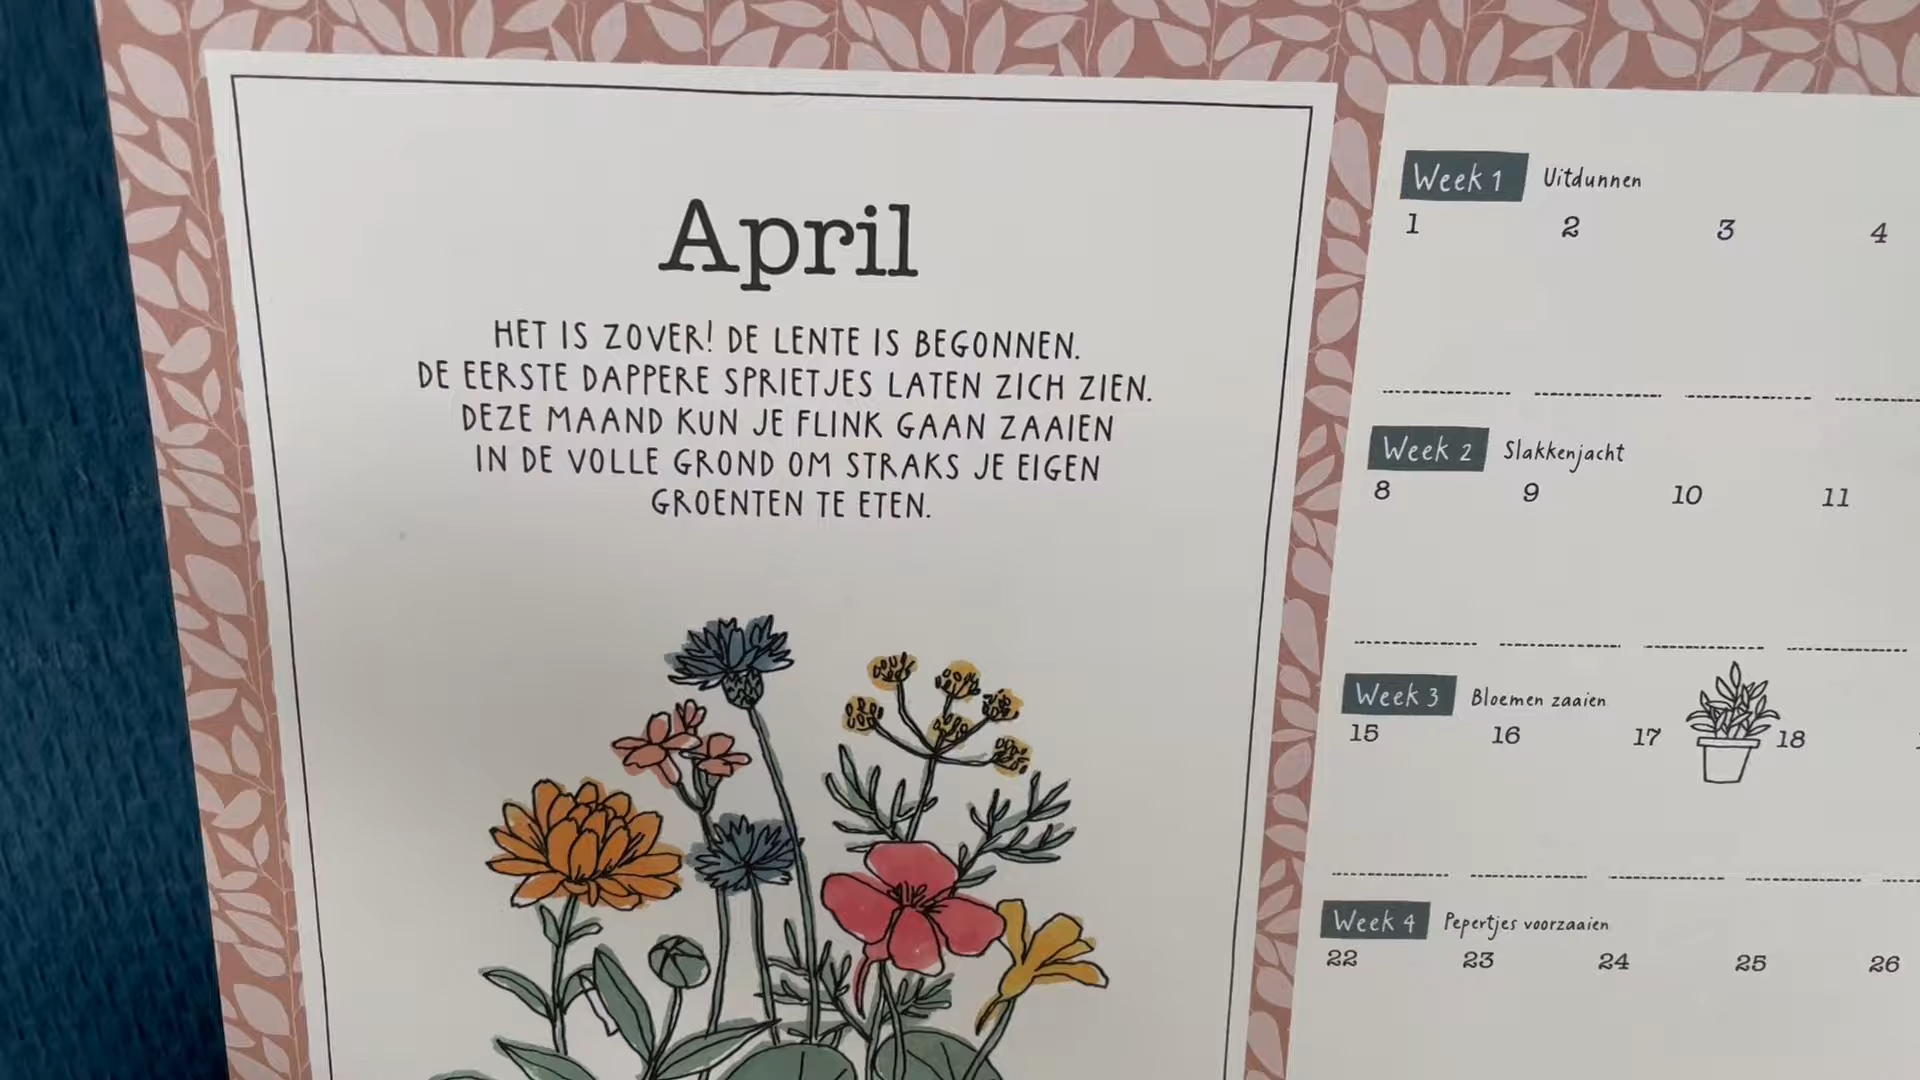 April
HET IS ZOVER! DE LENTE IS BEGONNEN.
DE EERSTE DAPPERE SPRIETJES LATEN ZICH ZIEN.
DEZE MAAND KUN JE FLINK GAAN ZAAIEN
IN DE VOLLE GROND OM STRAKS JE EIGEN
GROENTEN TE ETEN.
Week 1 Uitdunnen
1 2 3 4
Week 2 Slakkenjacht
8 9 10 11
Week 3 Bloemen zaaien
15 16 17 18
Week 4 Pepertjes voorzaaien
22 23 24 25 26